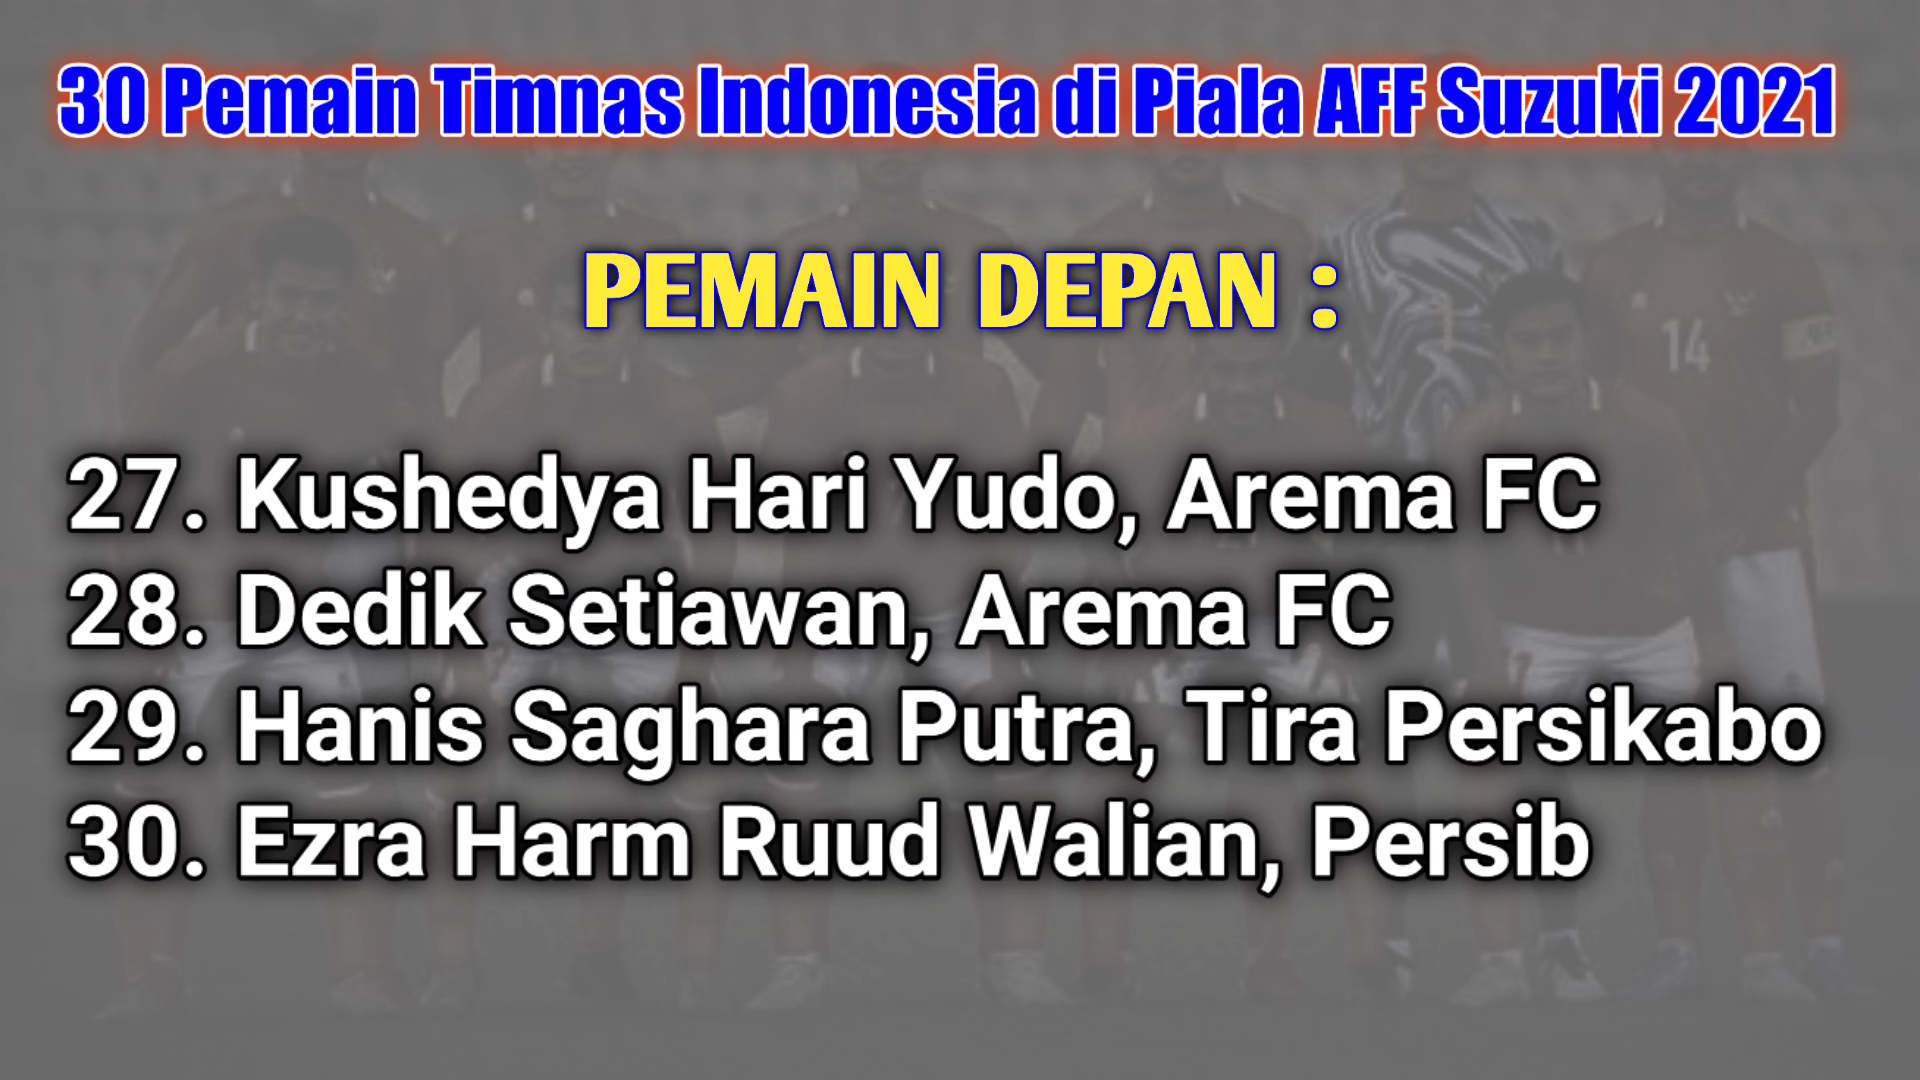 30 Pemain Timnas Indonesia di Piala AFF Suzuki 2021
PEMAIN DEPAN :
14
27. Kushedya Hari Yudo, Arema FC
28. Dedik Setiawan, Arema FC
29. Hanis Saghara Putra, Tira Persikabo
30. Ezra Harm Ruud Walian, Persib